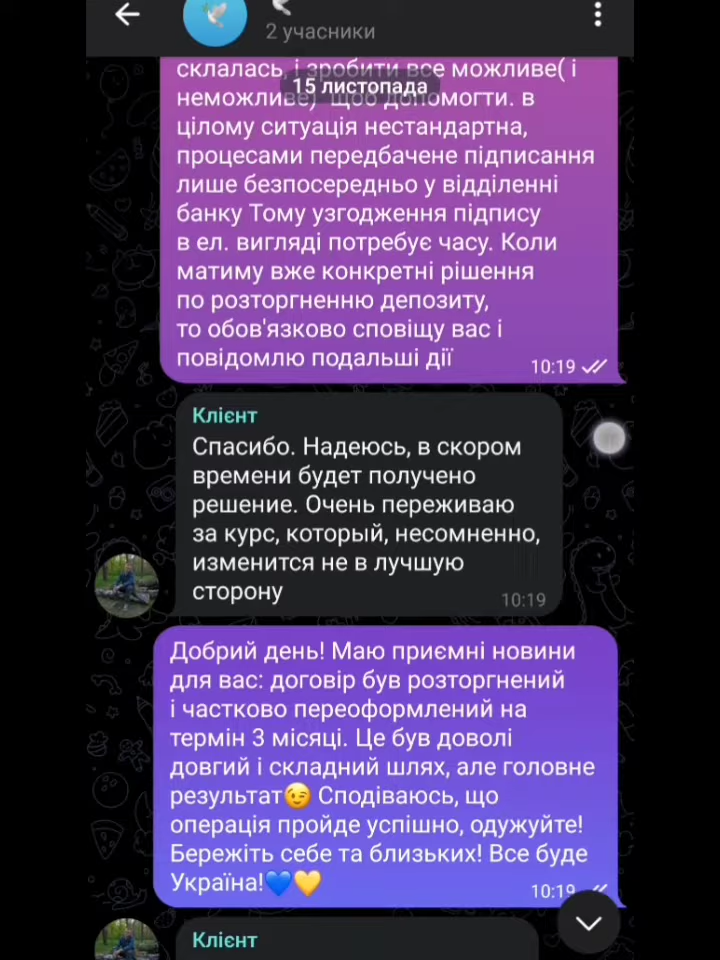 2 учасники
склалась, і зробити все можливе( і
15 листопада
неможливе) щоб допомогти. в
цілому ситуація нестандартна,
процесами передбачене підписання
лише безпосередньо у відділенні
банку Тому узгодження підпису
в ел. вигляді потребує часу. Коли
матиму вже конкретні рішення
по розторгненню депозиту,
то обов'язково сповіщу вас і
повідомлю подальші дії
10:19
Клієнт
Спасибо. Надеюсь, в скором
времени будет получено
решение. Очень переживаю
за курс, который, несомненно,
изменится не в лучшую
сторону
10:19
Добрий день! Маю приємні новини
для вас: договір був розторгнений
і частково переоформлений на
термін 3 місяці. Це був доволі
довгий і складний шлях, але головне
результат😉 Сподіваюсь, що
операція пройде успішно, одужуйте!
Бережіть себе та близьких! Все буде
Україна!💙💛
10:19
Клієнт